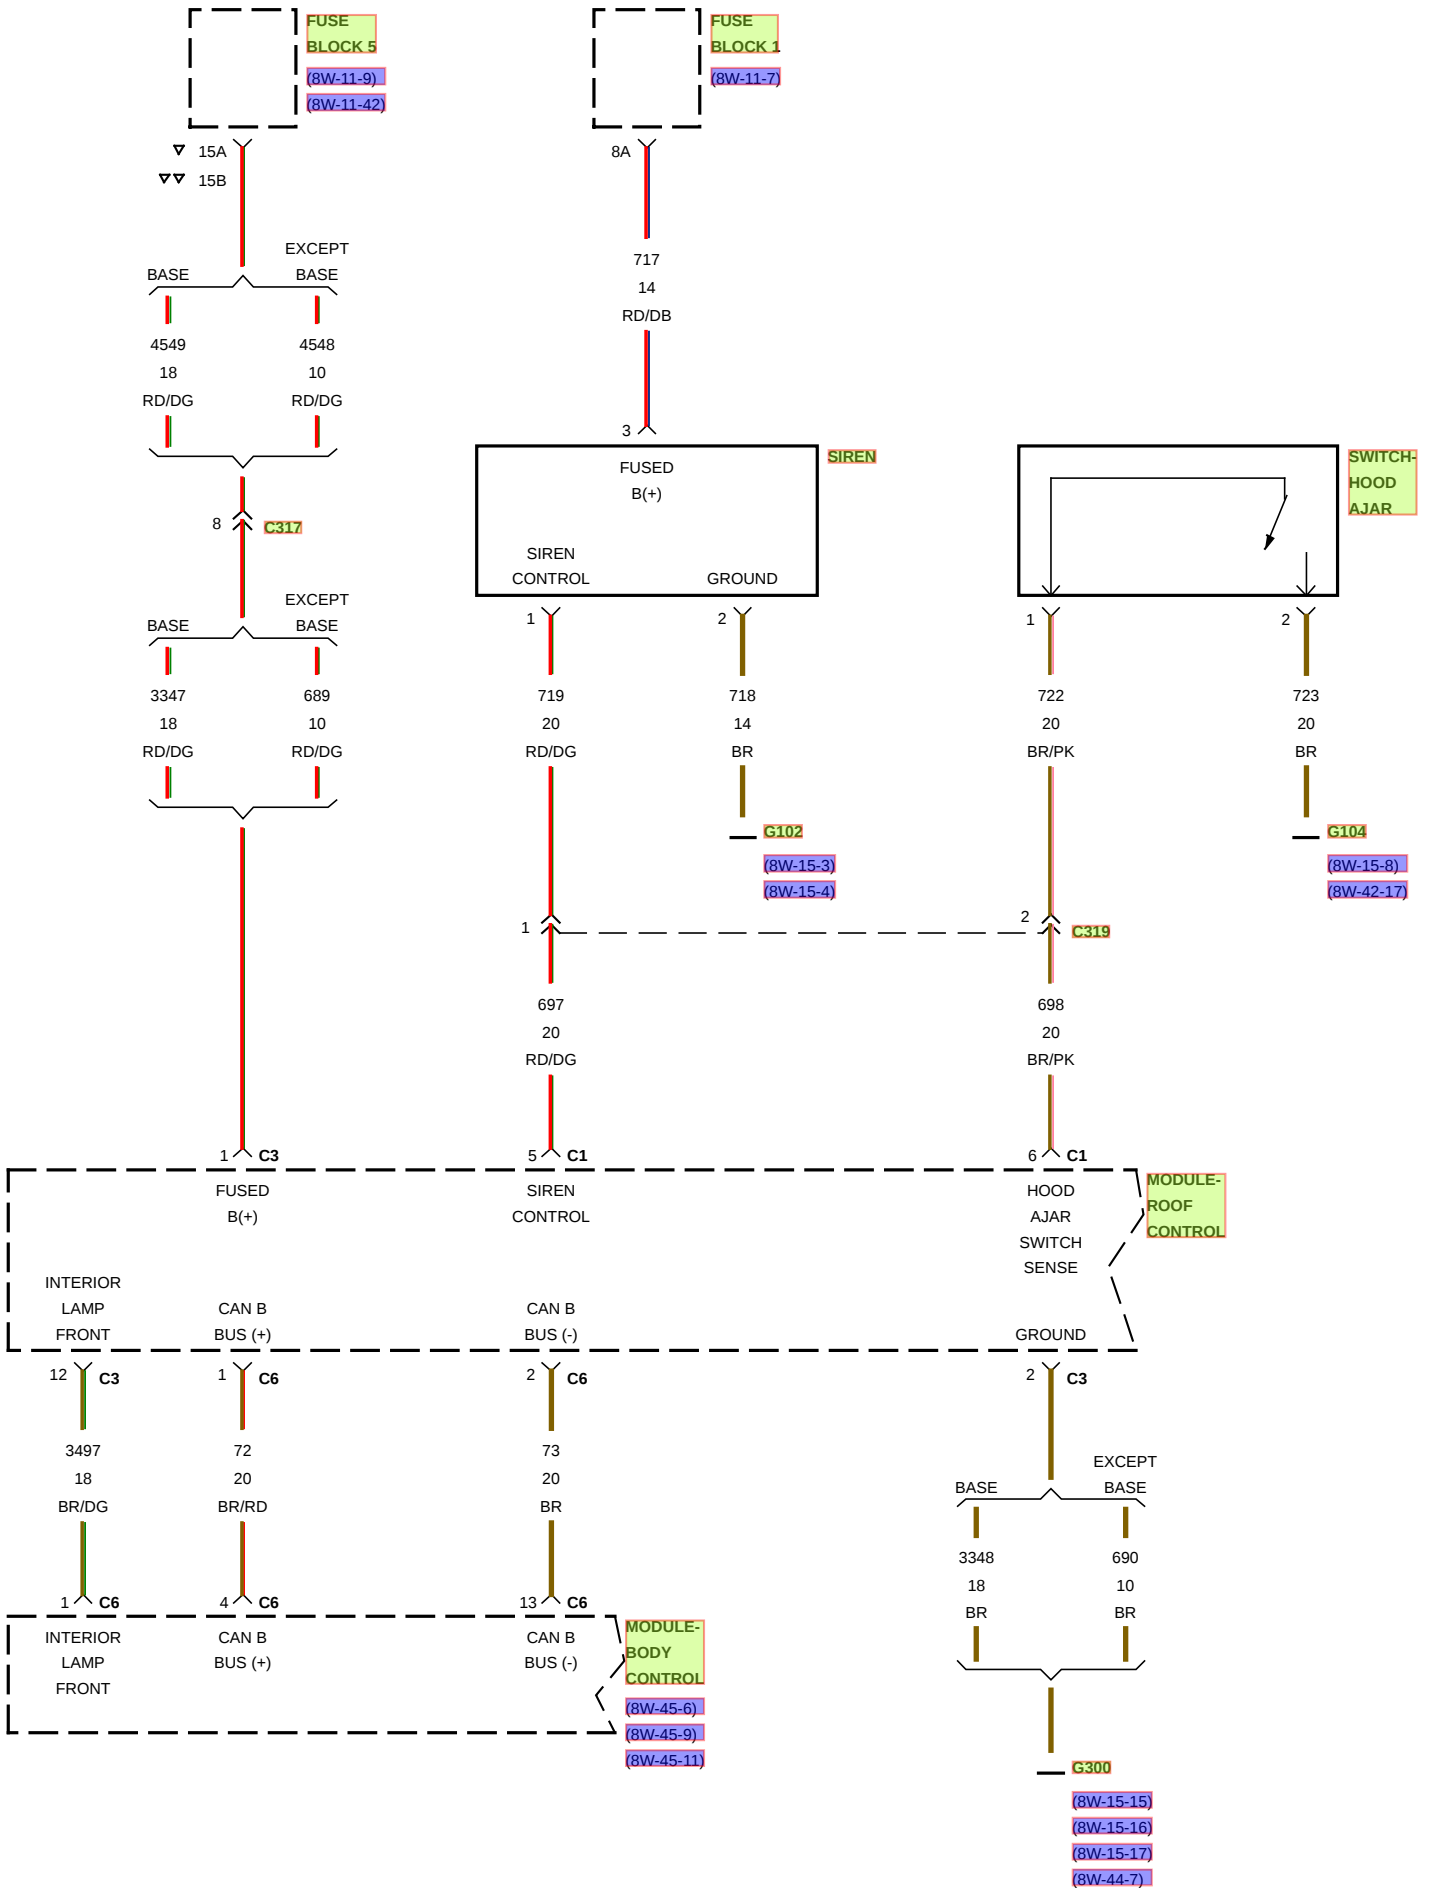 FUSE
BLOCK 5
(8W-11-9)
(8W-11-42)
FUSE
BLOCK 1
(8W-11-7)
15A
15B
8A
BASE
EXCEPT
BASE
717
14
RD/DB
4549
18
RD/DG
4548
10
RD/DG
3
FUSED
B(+)
SIREN
CONTROL
GROUND
SIREN
SWITCH-
HOOD
AJAR
8
C317
BASE
EXCEPT
BASE
1
2
1
2
3347
18
RD/DG
689
10
RD/DG
719
20
RD/DG
718
14
BR
722
20
BR/PK
723
20
BR
G102
(8W-15-3)
(8W-15-4)
G104
(8W-15-8)
(8W-42-17)
1
2
C319
697
20
RD/DG
698
20
BR/PK
1 C3
5 C1
6 C1
FUSED
B(+)
SIREN
CONTROL
HOOD
AJAR
SWITCH
SENSE
MODULE-
ROOF
CONTROL
INTERIOR
LAMP
FRONT
CAN B
BUS (+)
CAN B
BUS (-)
GROUND
12 C3
1 C6
2 C6
2 C3
3497
18
BR/DG
72
20
BR/RD
73
20
BR
BASE
EXCEPT
BASE
3348
18
BR
690
10
BR
1 C6
4 C6
13 C6
INTERIOR
LAMP
FRONT
CAN B
BUS (+)
CAN B
BUS (-)
MODULE-
BODY
CONTROL
(8W-45-6)
(8W-45-9)
(8W-45-11)
G300
(8W-15-15)
(8W-15-16)
(8W-15-17)
(8W-44-7)